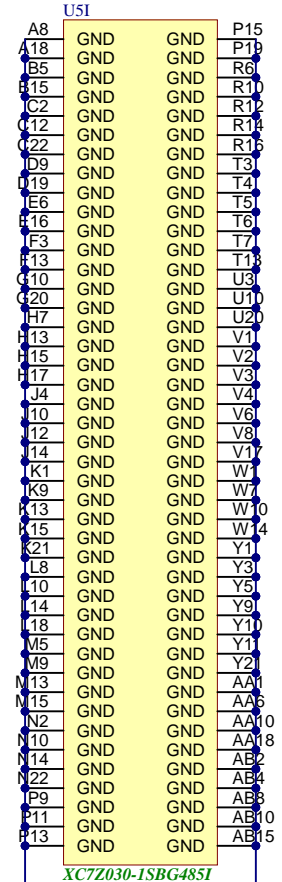 U5I
A8 GND GND P15
A18 GND GND P19
B5 GND GND R6
B15 GND GND R10
C2 GND GND R12
C12 GND GND R14
C22 GND GND R16
D9 GND GND T3
D19 GND GND T4
E6 GND GND T5
E16 GND GND T6
F3 GND GND T7
F13 GND GND T13
G10 GND GND U3
G20 GND GND U10
H7 GND GND U20
H13 GND GND V1
H15 GND GND V2
H17 GND GND V3
J4 GND GND V4
J10 GND GND V6
J12 GND GND V8
J14 GND GND V17
K1 GND GND W1
K9 GND GND W7
K13 GND GND W10
K15 GND GND W14
K21 GND GND Y1
L8 GND GND Y3
L10 GND GND Y5
L14 GND GND Y9
L18 GND GND Y10
M5 GND GND Y11
M9 GND GND Y21
M13 GND GND AA1
M15 GND GND AA6
N2 GND GND AA10
N10 GND GND AA18
N14 GND GND AB2
N22 GND GND AB4
P9 GND GND AB8
P11 GND GND AB10
P13 GND GND AB15
XC7Z030-1SBG485I